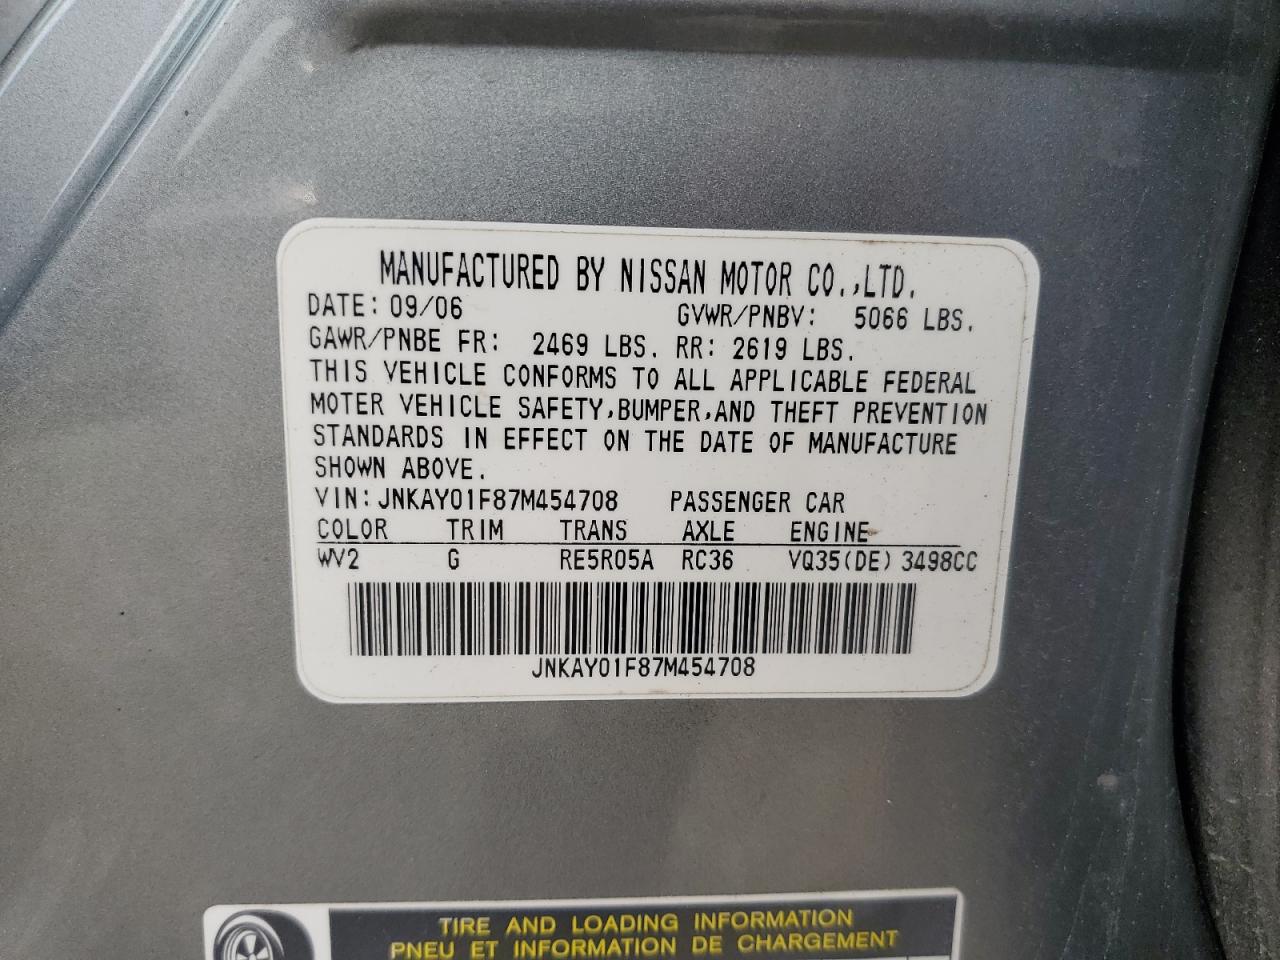 MANUFACTURED BY NISSAN MOTOR CO.,LTD.
DATE: 09/06 GVWR/PNBV: 5066 LBS.
GAWR/PNBE FR: 2469 LBS. RR: 2619 LBS.
THIS VEHICLE CONFORMS TO ALL APPLICABLE FEDERAL
MOTER VEHICLE SAFETY,BUMPER,AND THEFT PREVENTION
STANDARDS IN EFFECT ON THE DATE OF MANUFACTURE
SHOWN ABOVE.
VIN: JNKAY01F87M454708 PASSENGER CAR
COLOR TRIM TRANS AXLE ENGINE
WV2 G RE5R05A RC36 VQ35(DE) 3498CC
JNKAY01F87M454708
TIRE AND LOADING INFORMATION
PNEU ET INFORMATION DE CHARGEMENT